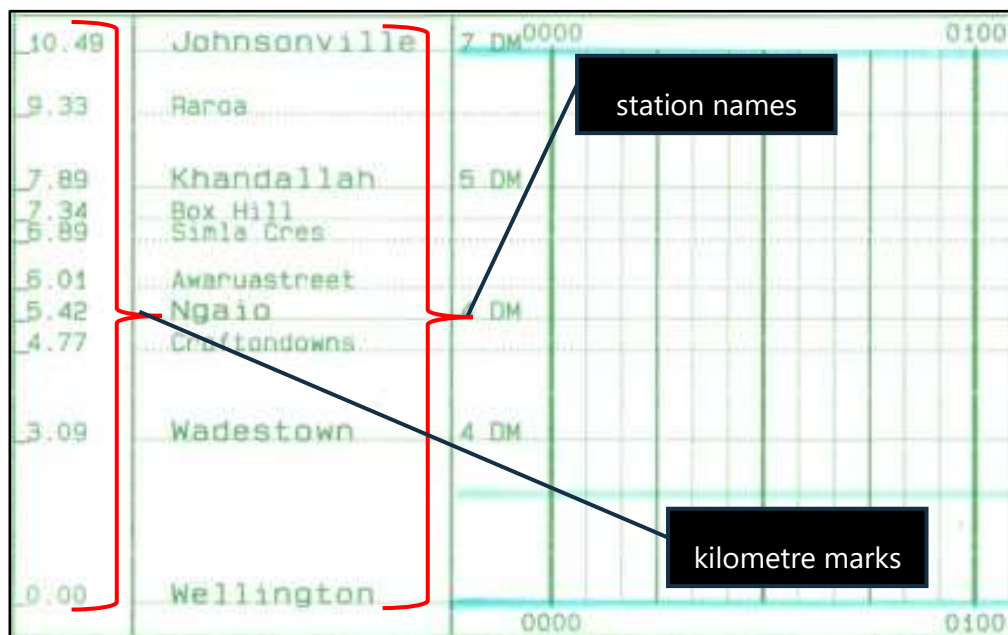 0000 0100
10.49 Johnsonville 7 DM
station names
9.33 Raroa
7.89 Khandallah 5 DM
7.34 Box Hill
6.89 Simla Cres
6.01 Awaruastreet
5.42 Ngaio DM
4.77 Croftondowns
3.09 Wadestown 4 DM
kilometre marks
0.00 Wellington
0000 0100